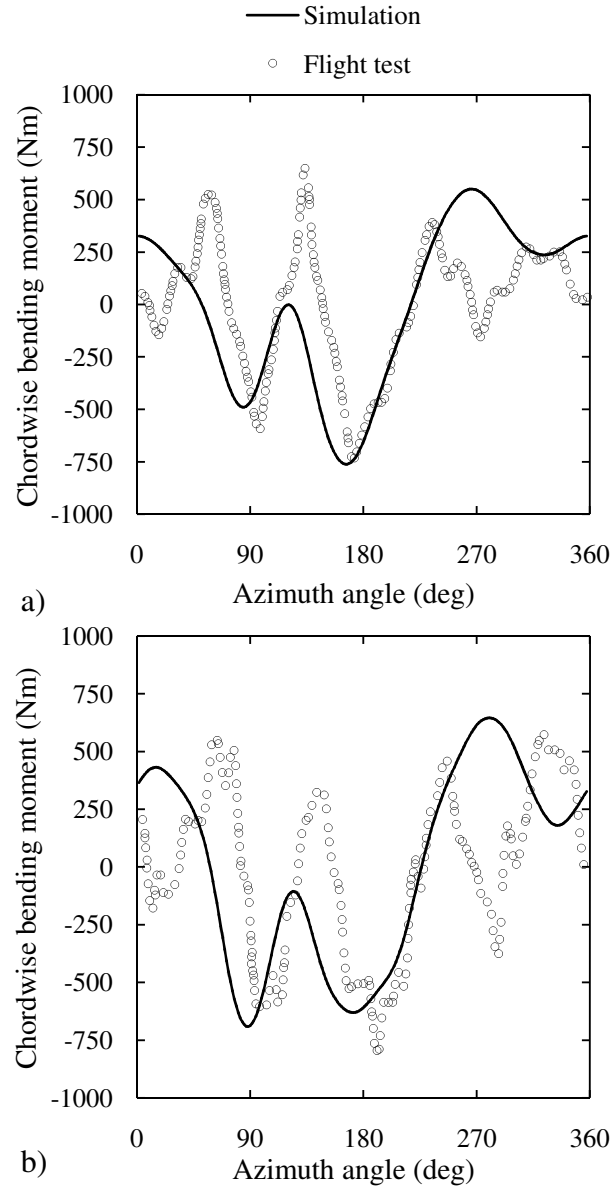 Simulation
Flight test
1000
750
500
250
0
-250
-500
-750
-1000
Chordwise bending moment (Nm)
0 90 180 270 360
Azimuth angle (deg)
a)
1000
750
500
250
0
-250
-500
-750
-1000
Chordwise bending moment (Nm)
0 90 180 270 360
Azimuth angle (deg)
b)